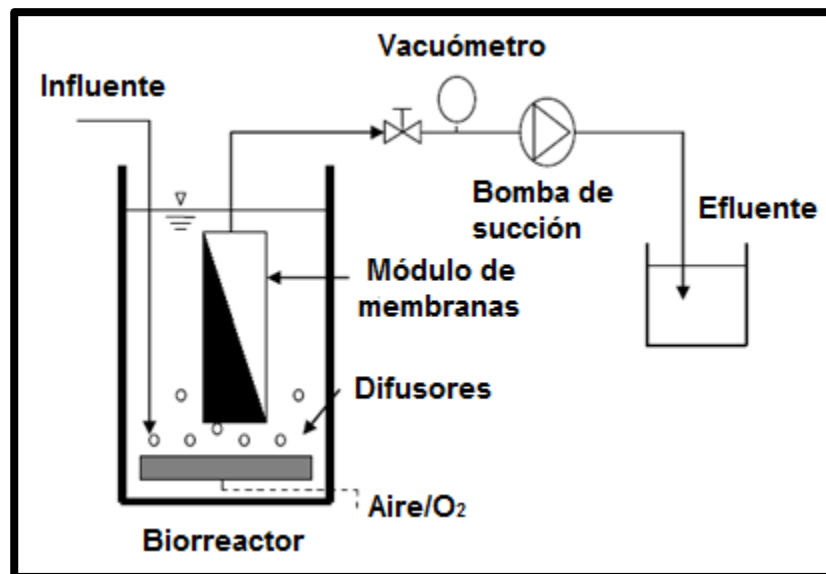 Vacuómetro
Influente
Bomba de
succión
Efluente
Módulo de
membranas
Difusores
Aire/O₂
Biorreactor